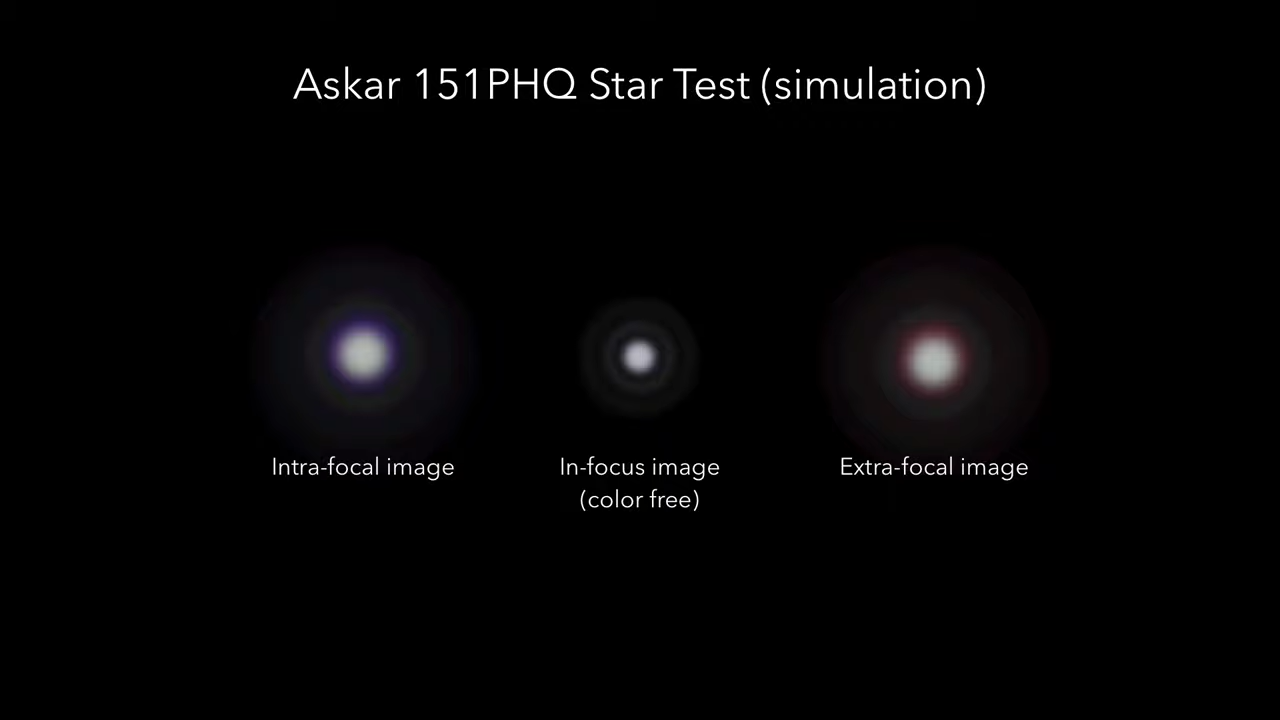 Askar 151PHQ Star Test (simulation)
Intra-focal image
In-focus image
(color free)
Extra-focal image